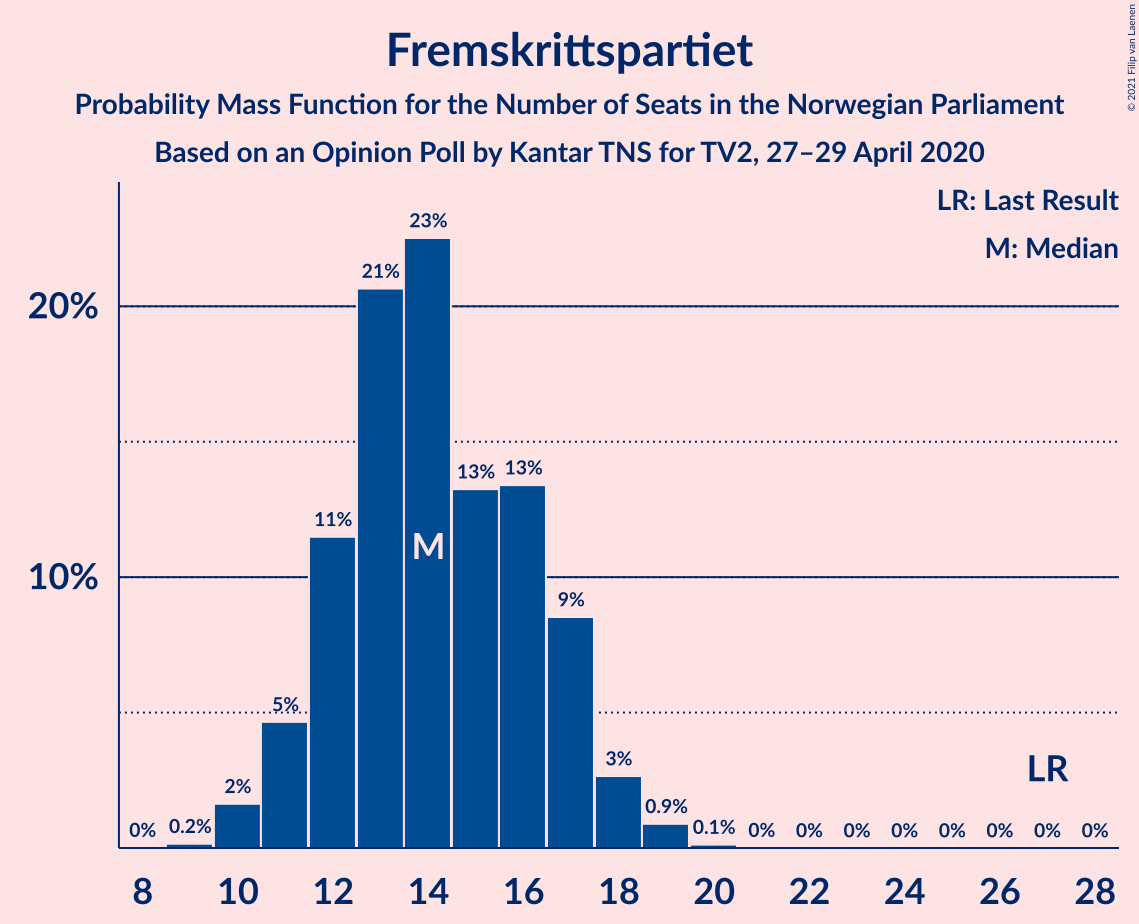 © 2021 Filip van Laenen
Fremskrittspartiet
Probability Mass Function for the Number of Seats in the Norwegian Parliament
Based on an Opinion Poll by Kantar TNS for TV2, 27–29 April 2020
LR: Last Result
M: Median
23%
21%
20%
13% 13%
11%
M
10%
9%
5%
3%
LR
2%
0.9%
0% 0.2% 0.1% 0% 0% 0% 0% 0% 0% 0% 0%
8 10 12 14 16 18 20 22 24 26 28